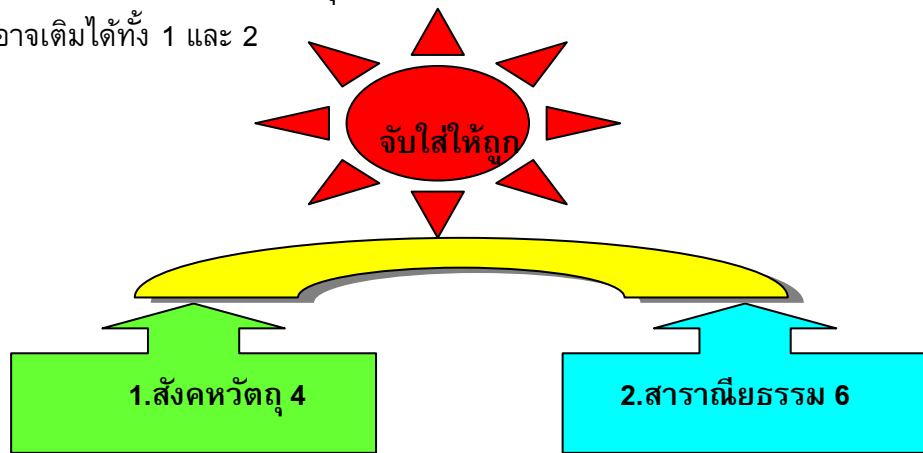 อาจเติมได้ทั้ง 1 และ 2
จับใส่ให้ถูก
1.สังคหวัตถุ 4
2.สาราณียธรรม 6